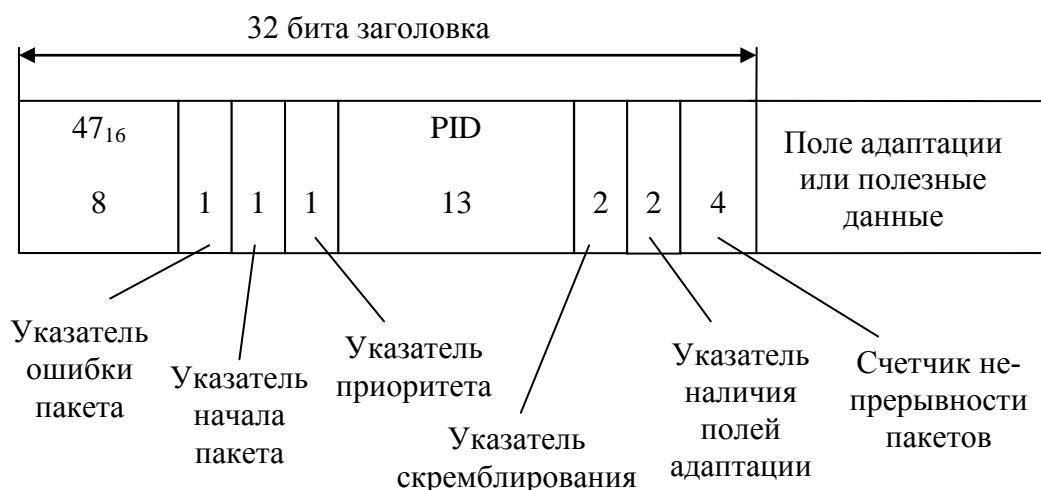 32 бита заголовка
47₁₆
PID
8
1
1
1
13
2
2
4
Поле адаптации
или полезные
данные
Указатель
ошибки
пакета
Указатель
начала
пакета
Указатель
приоритета
Указатель
скремблирования
Указатель
наличия
полей
адаптации
Счетчик не-
прерывности
пакетов